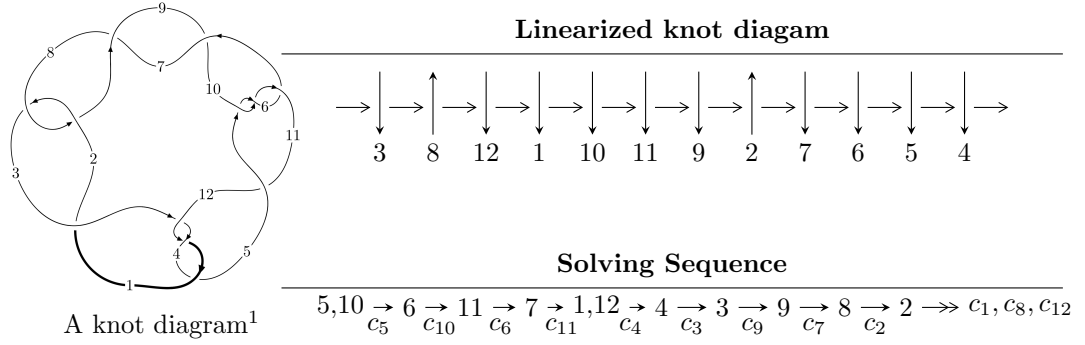 9
8
7
10
6
11
2
3
12
4
5
1
A knot diagram¹
Linearized knot diagam
3 8 12 1 10 11 9 2 7 6 5 4
Solving Sequence
5,10 → 6 → 11 → 7 → 1,12 → 4 → 3 → 9 → 8 → 2 ↠ c₁, c₈, c₁₂
c₅ c₁₀ c₆ c₁₁ c₄ c₃ c₉ c₇ c₂